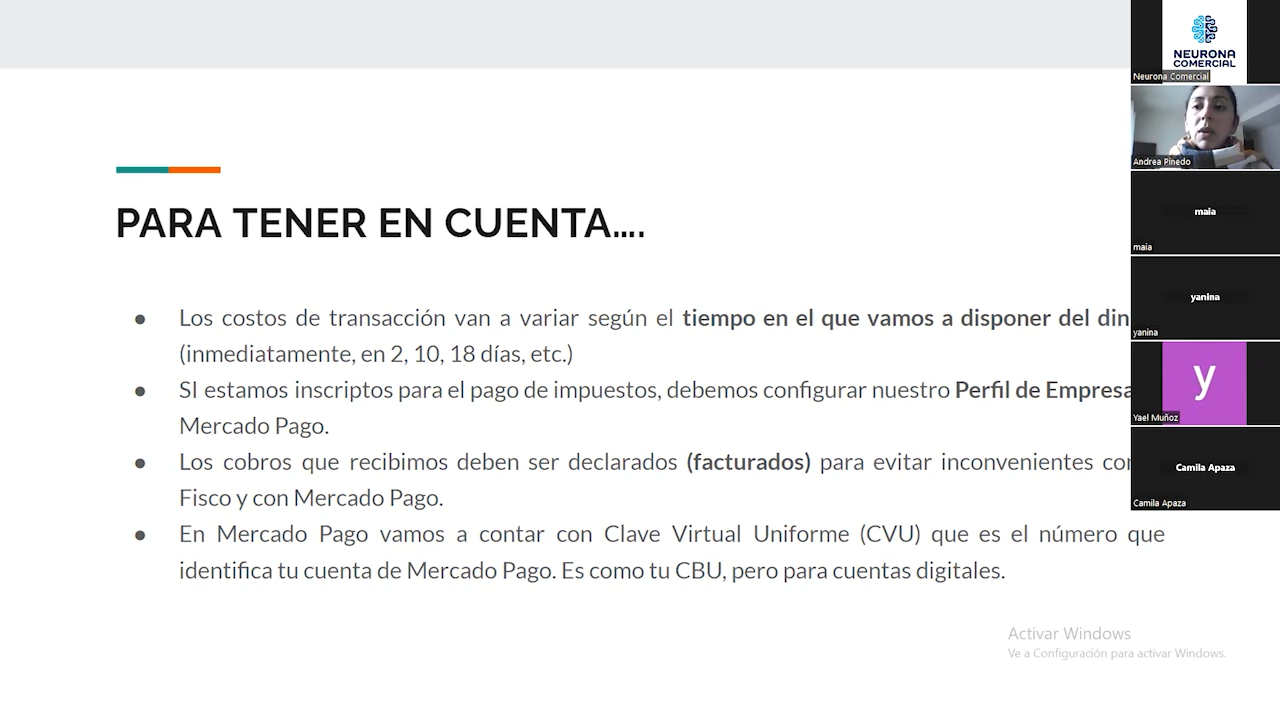 PARA TENER EN CUENTA....
● Los costos de transacción van a variar según el tiempo en el que vamos a disponer del din
(inmediatamente, en 2, 10, 18 días, etc.)
● SI estamos inscriptos para el pago de impuestos, debemos configurar nuestro Perfil de Empresa
Mercado Pago.
● Los cobros que recibimos deben ser declarados (facturados) para evitar inconvenientes con
Fisco y con Mercado Pago.
● En Mercado Pago vamos a contar con Clave Virtual Uniforme (CVU) que es el número que
identifica tu cuenta de Mercado Pago. Es como tu CBU, pero para cuentas digitales.
Activar Windows
Ve a Configuración para activar Windows.
NEURONA
COMERCIAL
Neurona Comercial
Andrea Pinedo
maia
maia
yanina
yanina
y
Yael Muñoz
Camila Apaza
Camila Apaza